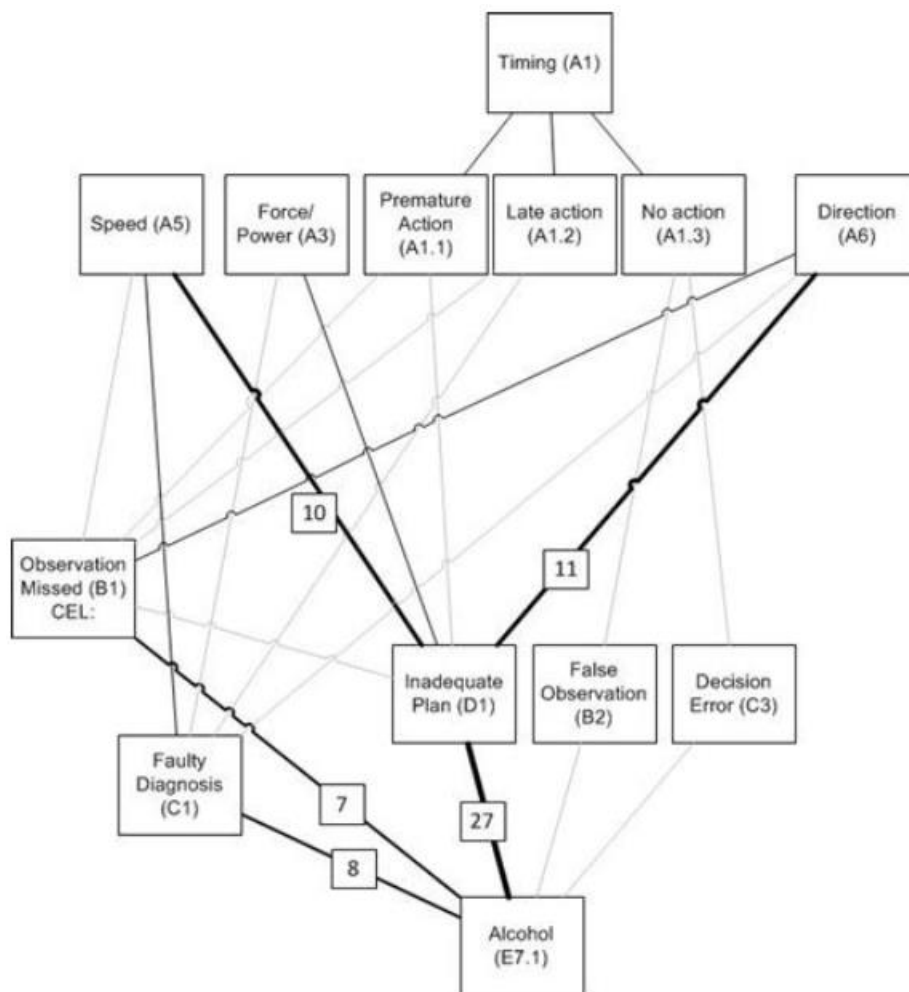 Timing (A1)
Speed (A5)
Force/
Power (A3)
Premature
Action
(A1.1)
Late action
(A1.2)
No action
(A1.3)
Direction
(A6)
10
11
Observation
Missed (B1)
CEL:
Inadequate
Plan (D1)
False
Observation
(B2)
Decision
Error (C3)
Faulty
Diagnosis
(C1)
7
27
8
Alcohol
(E7.1)